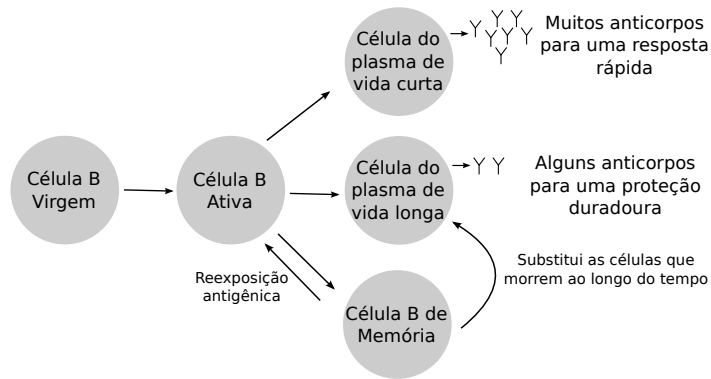 Célula do
plasma de
vida curta
Muitos anticorpos
para uma resposta
rápida
Célula B
Virgem
Célula B
Ativa
Célula do
plasma de
vida longa
Alguns anticorpos
para uma proteção
duradoura
Reexposição
antigênica
Célula B de
Memória
Substitui as células que
morrem ao longo do tempo